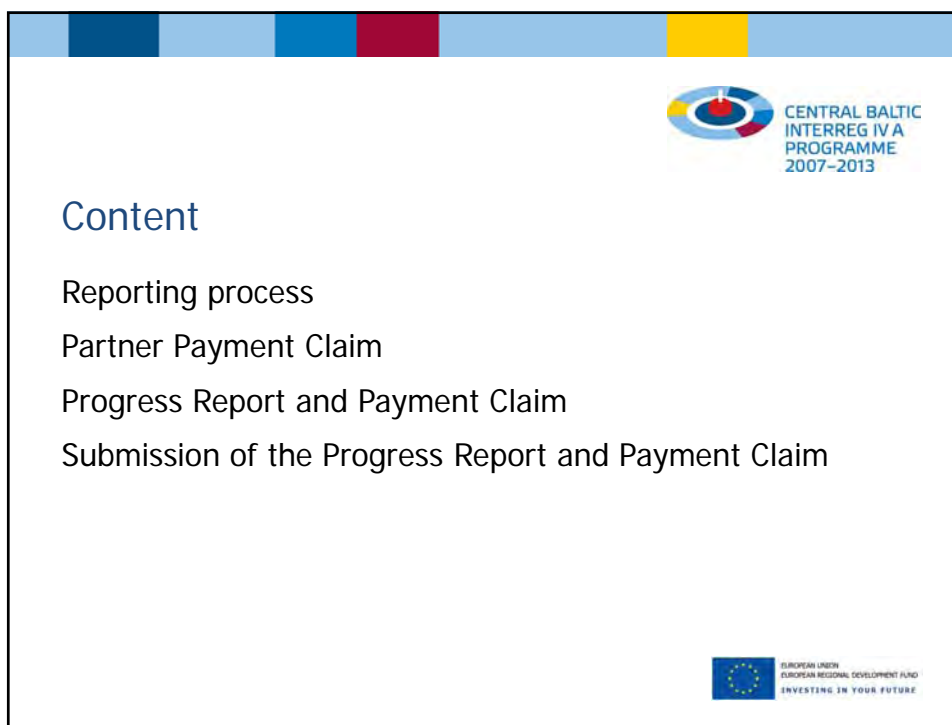 CENTRAL BALTIC
INTERREG IV A
PROGRAMME
2007–2013
Content
Reporting process
Partner Payment Claim
Progress Report and Payment Claim
Submission of the Progress Report and Payment Claim
EUROPEAN UNION
EUROPEAN REGIONAL DEVELOPMENT FUND
INVESTING IN YOUR FUTURE